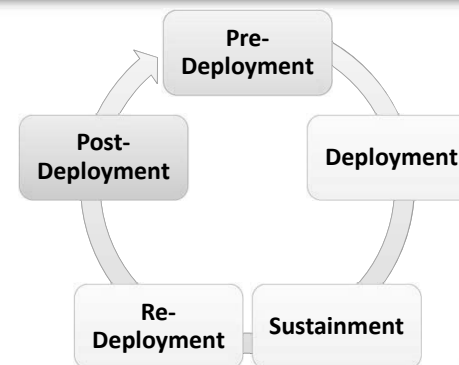 Pre-
Deployment
Deployment
Sustainment
Re-
Deployment
Post-
Deployment